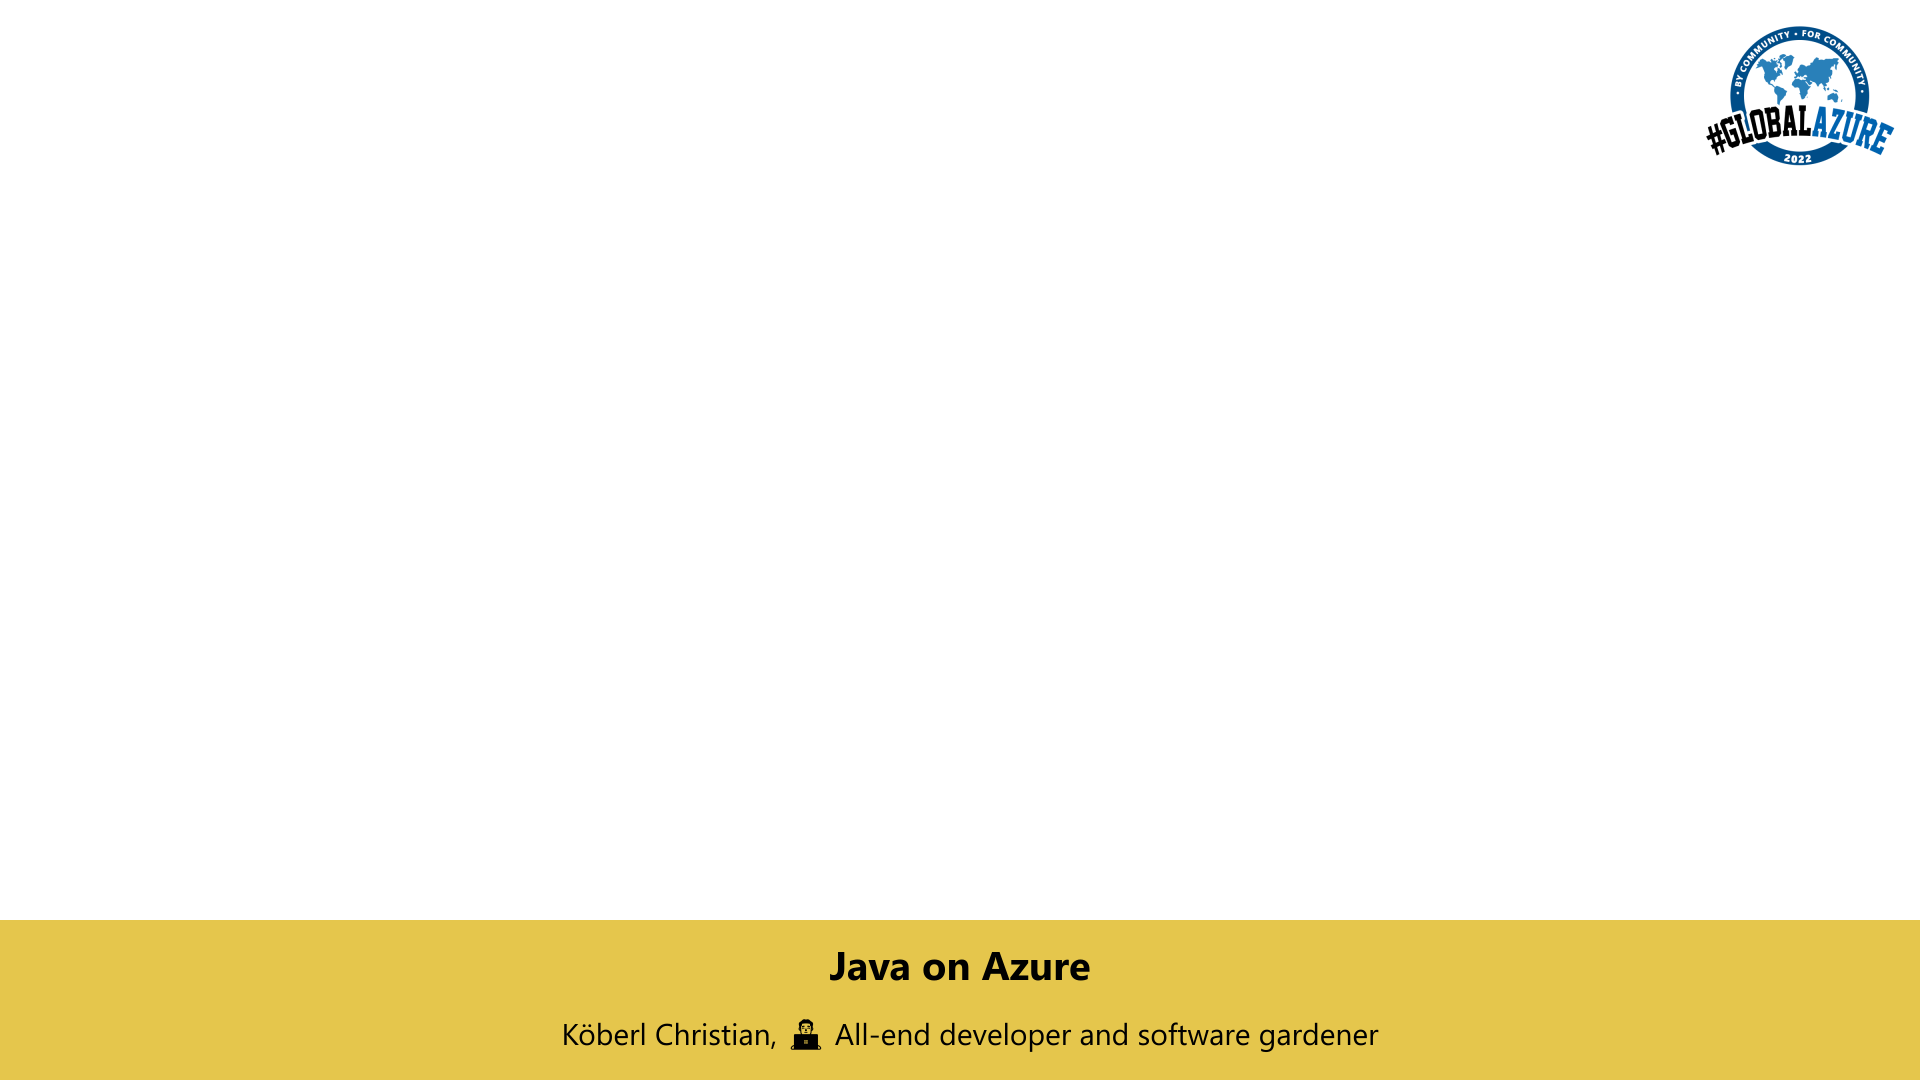 • BY COMMUNITY • FOR COMMUNITY •
#GLOBALAZURE
2022
Java on Azure
Köberl Christian, 👨‍💻 All-end developer and software gardener